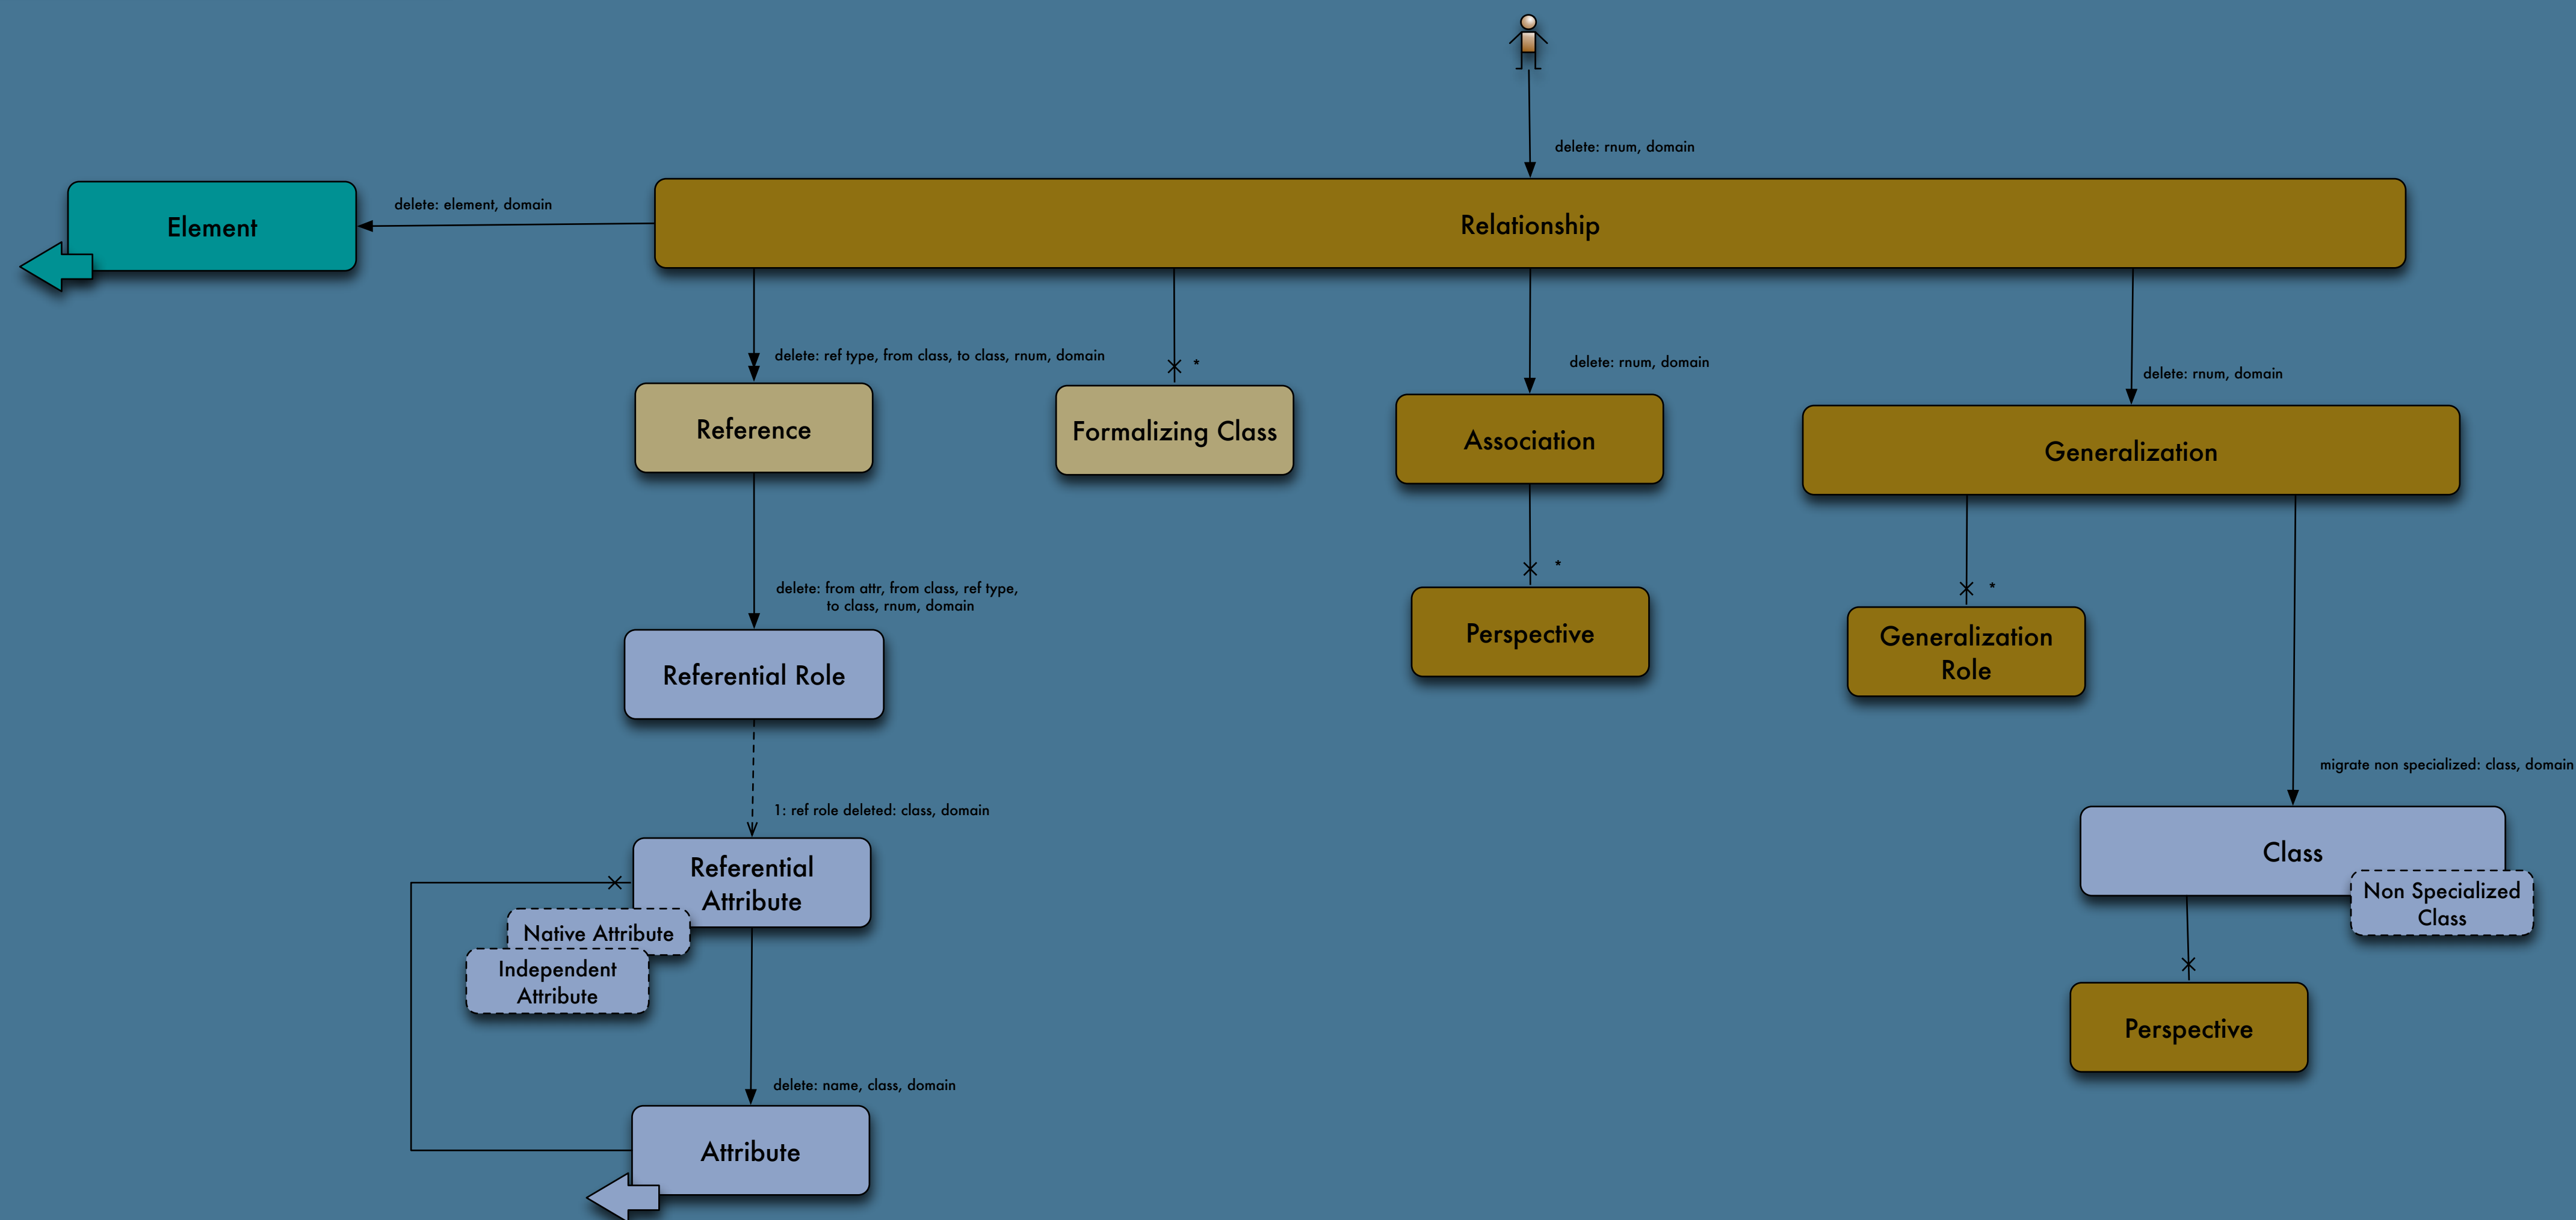 delete: rnum, domain
Element
delete: element, domain
Relationship
delete: ref type, from class, to class, rnum, domain
*
delete: rnum, domain
delete: rnum, domain
Reference
Formalizing Class
Association
Generalization
delete: from attr, from class, ref type,
to class, rnum, domain
*
*
Referential Role
Perspective
Generalization
Role
migrate non specialized: class, domain
1: ref role deleted: class, domain
Referential
Attribute
Class
Non Specialized
Class
Native Attribute
Independent
Attribute
Perspective
delete: name, class, domain
Attribute